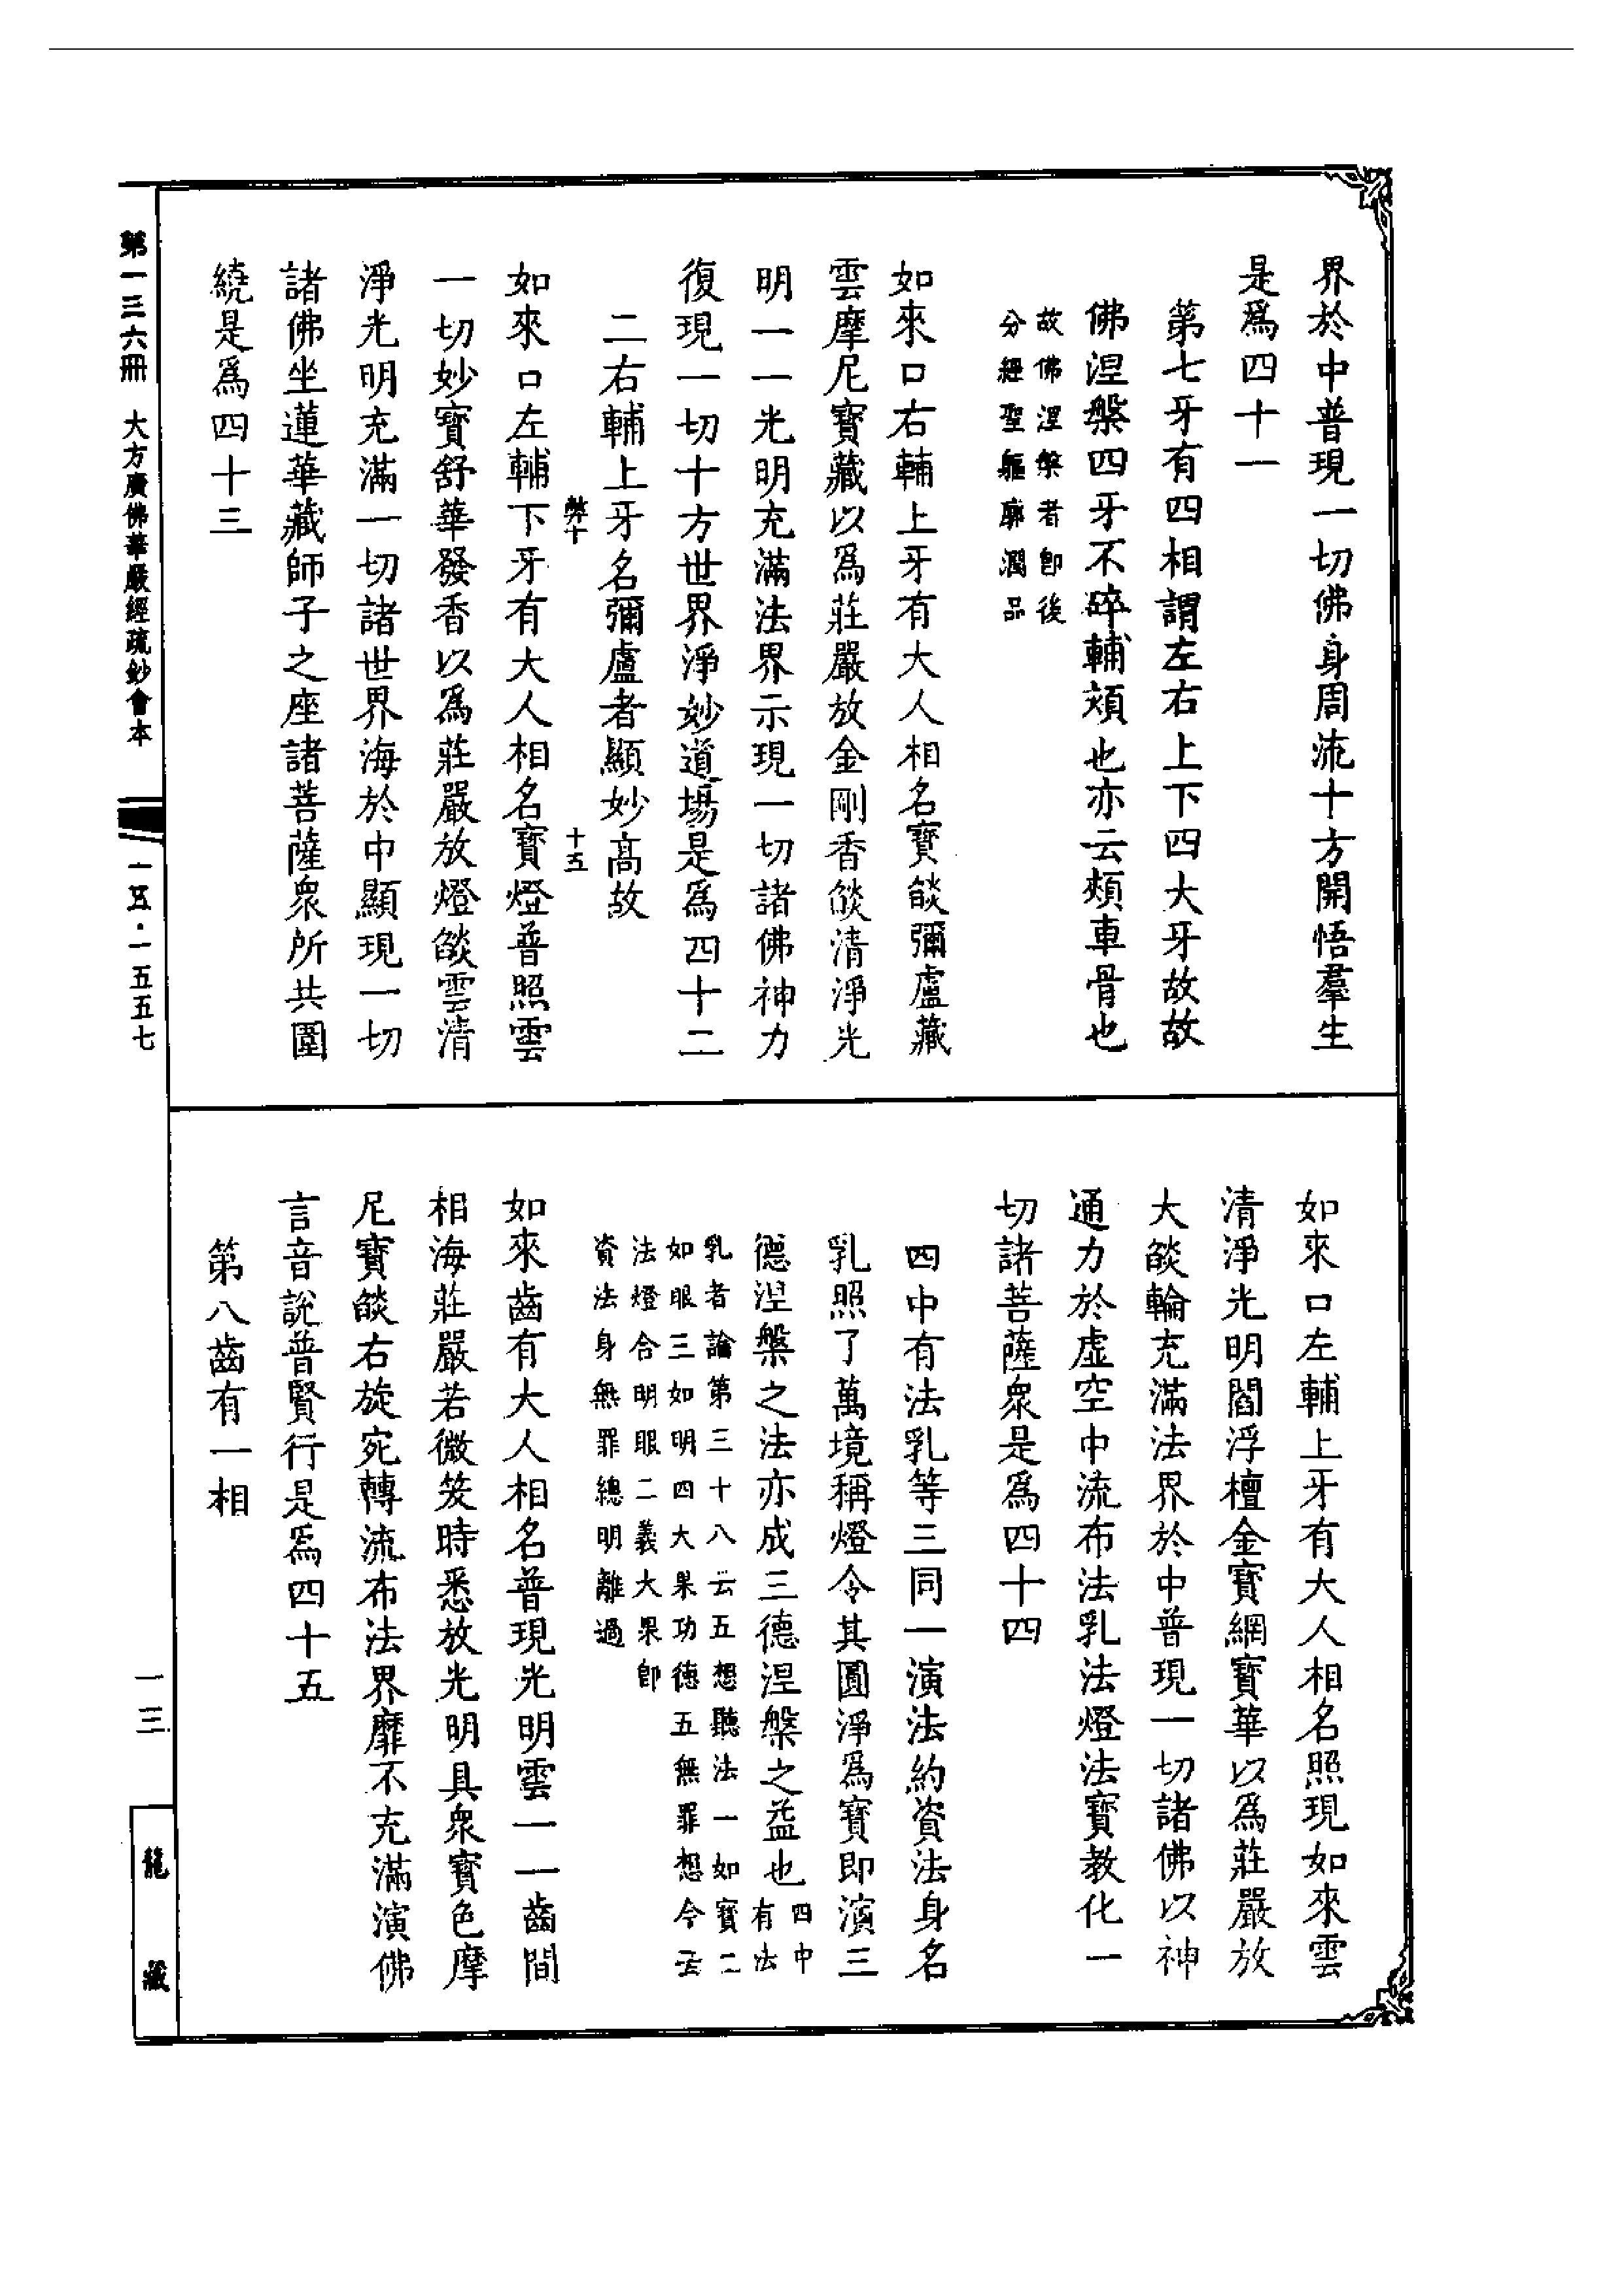 界於中普現一切佛身周流十方開悟羣生
是爲四十一
第七牙有四相謂左右上下四大牙故故
佛涅槃四牙不碎輔頰也亦云頰車骨也
故佛涅槃者即後
分經聖軀廓潤品
如來口右輔上牙有大人相名寶燄彌盧藏
雲摩尼寶藏以爲莊嚴放金剛香燄清淨光
明一一光明充滿法界示現一切諸佛神力
復現一切十方世界淨妙道場是爲四十二
二右輔上牙名彌盧者顯妙高故
弊十
十五
如來口左輔下牙有大人相名寶燈普照雲
一切妙寶舒華發香以爲莊嚴放燈燄雲清
淨光明充滿一切諸世界海於中顯現一切
諸佛坐蓮華藏師子之座諸菩薩衆所共圍
繞是爲四十三
如來口左輔上牙有大人相名照現如來雲
清淨光明閻浮檀金寶網寶華以爲莊嚴放
大燄輪充滿法界於中普現一切諸佛以神
通力於虛空中流布法乳法燈法寶教化一
切諸菩薩衆是爲四十四
四中有法乳等三同一演法約資法身名
乳照了萬境稱燈令其圓淨爲寶即演三
德涅槃之法亦成三德涅槃之益也
四中
有法
乳者論第三十八云五想聽法一如寶二
如眼三如明四大果功德五無罪想今云
法燈合明眼二義大果即
資法身無罪總明離過
如來齒有大人相名普現光明雲一一齒間
相海莊嚴若微笑時悉放光明具衆寶色摩
尼寶燄右旋宛轉流布法界靡不充滿演佛
言音說普賢行是爲四十五
第八齒有一相
第一三六冊 大方廣佛華嚴經疏鈔會本
一五·一五五七
一三
龍藏